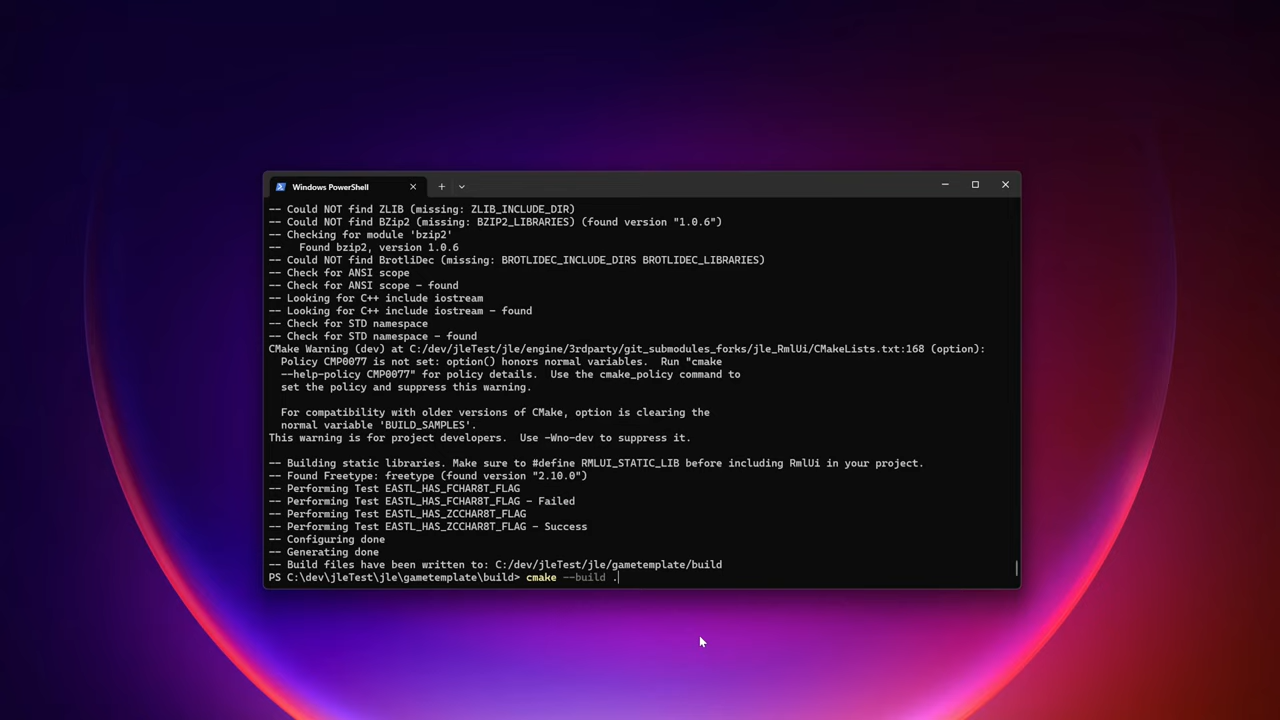 Windows PowerShell
-- Could NOT find ZLIB (missing: ZLIB_INCLUDE_DIR)
-- Could NOT find BZip2 (missing: BZIP2_LIBRARIES) (found version "1.0.6")
-- Checking for module 'bzip2'
--   Found bzip2, version 1.0.6
-- Could NOT find BrotliDec (missing: BROTLIDEC_INCLUDE_DIRS BROTLIDEC_LIBRARIES)
-- Check for ANSI scope
-- Check for ANSI scope - found
-- Looking for C++ include iostream
-- Looking for C++ include iostream - found
-- Check for STD namespace
-- Check for STD namespace - found
CMake Warning (dev) at C:/dev/jleTest/jle/engine/3rdparty/git_submodules_forks/jle_RmlUi/CMakeLists.txt:168 (option):
  Policy CMP0077 is not set: option() honors normal variables.  Run "cmake
  --help-policy CMP0077" for policy details.  Use the cmake_policy command to
  set the policy and suppress this warning.
  For compatibility with older versions of CMake, option is clearing the
  normal variable 'BUILD_SAMPLES'.
This warning is for project developers.  Use -Wno-dev to suppress it.
-- Building static libraries. Make sure to #define RMLUI_STATIC_LIB before including RmlUi in your project.
-- Found Freetype: freetype (found version "2.10.0")
-- Performing Test EASTL_HAS_FCHAR8T_FLAG
-- Performing Test EASTL_HAS_FCHAR8T_FLAG - Failed
-- Performing Test EASTL_HAS_ZCCHAR8T_FLAG
-- Performing Test EASTL_HAS_ZCCHAR8T_FLAG - Success
-- Configuring done
-- Generating done
-- Build files have been written to: C:/dev/jleTest/jle/gametemplate/build
PS C:\dev\jleTest\jle\gametemplate\build> cmake --build .